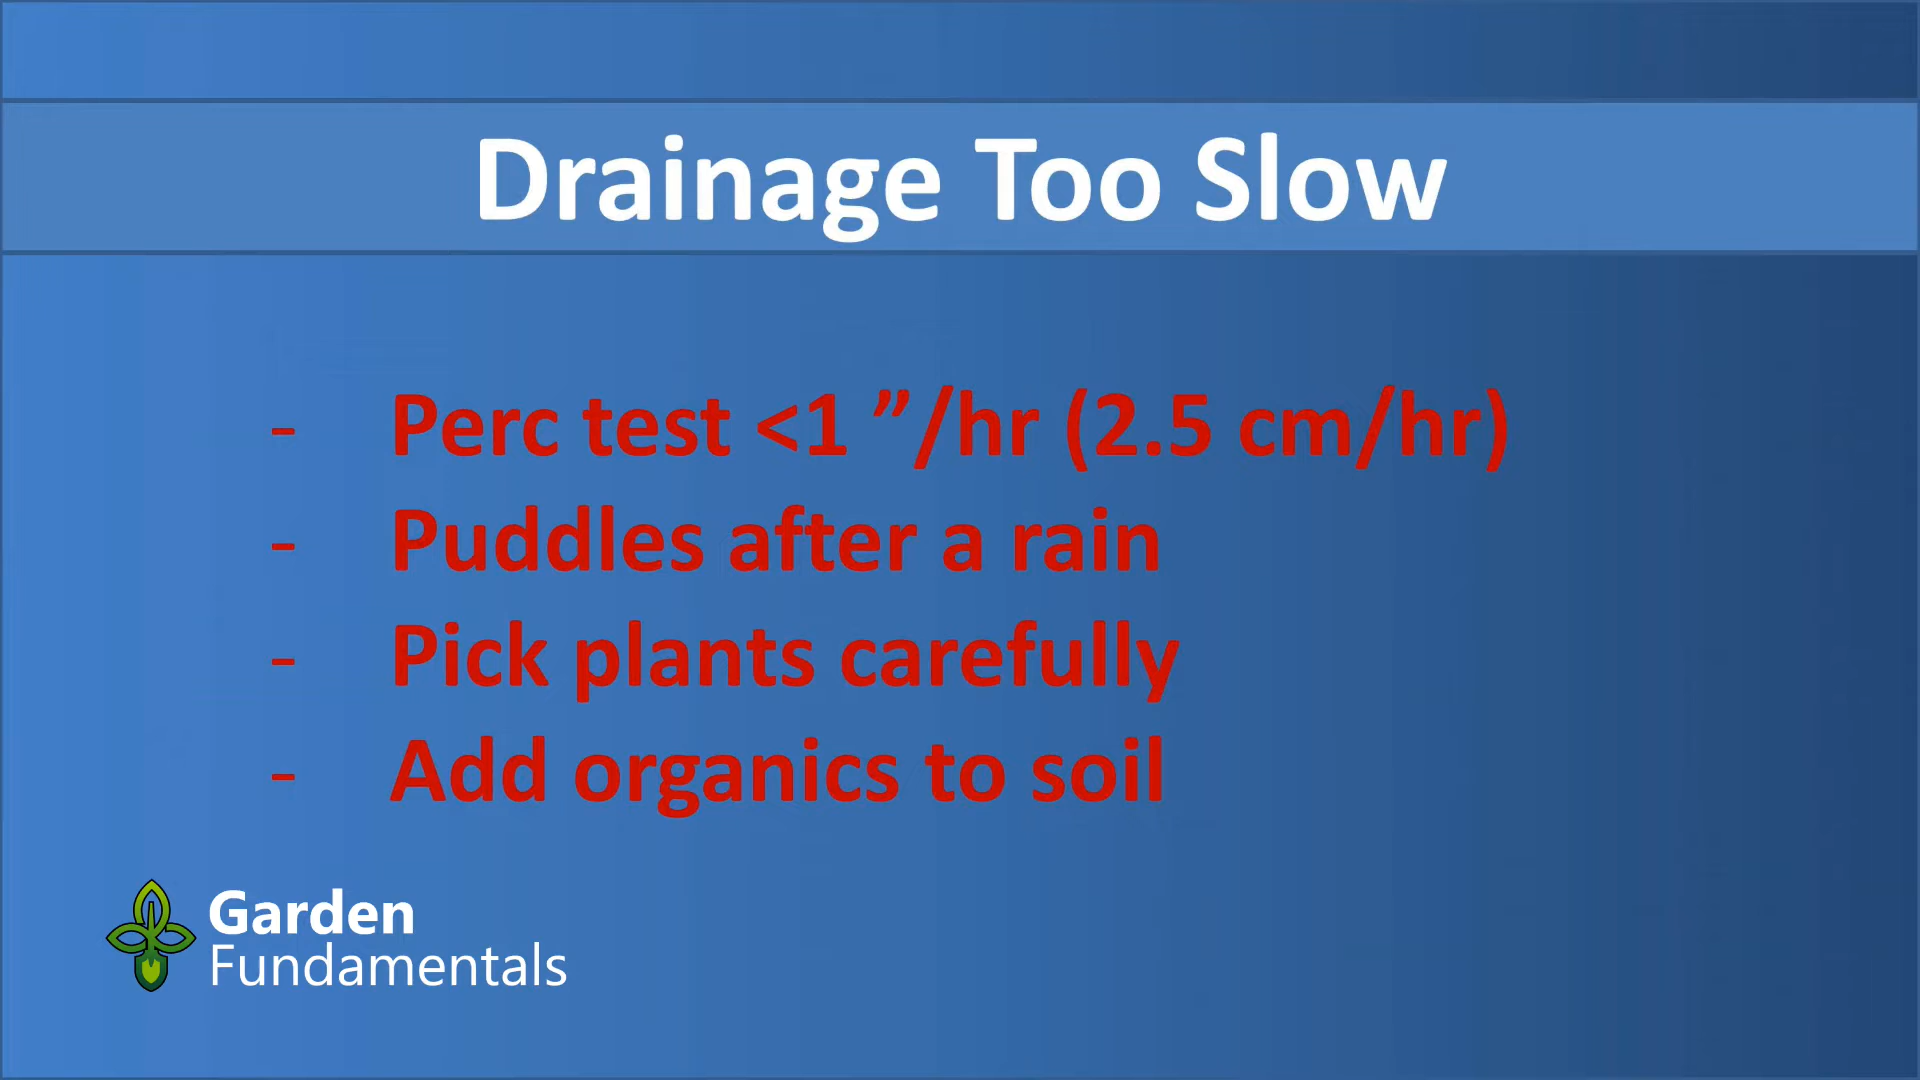 Drainage Too Slow
- Perc test <1 ”/hr (2.5 cm/hr)
- Puddles after a rain
- Pick plants carefully
- Add organics to soil
Garden
Fundamentals